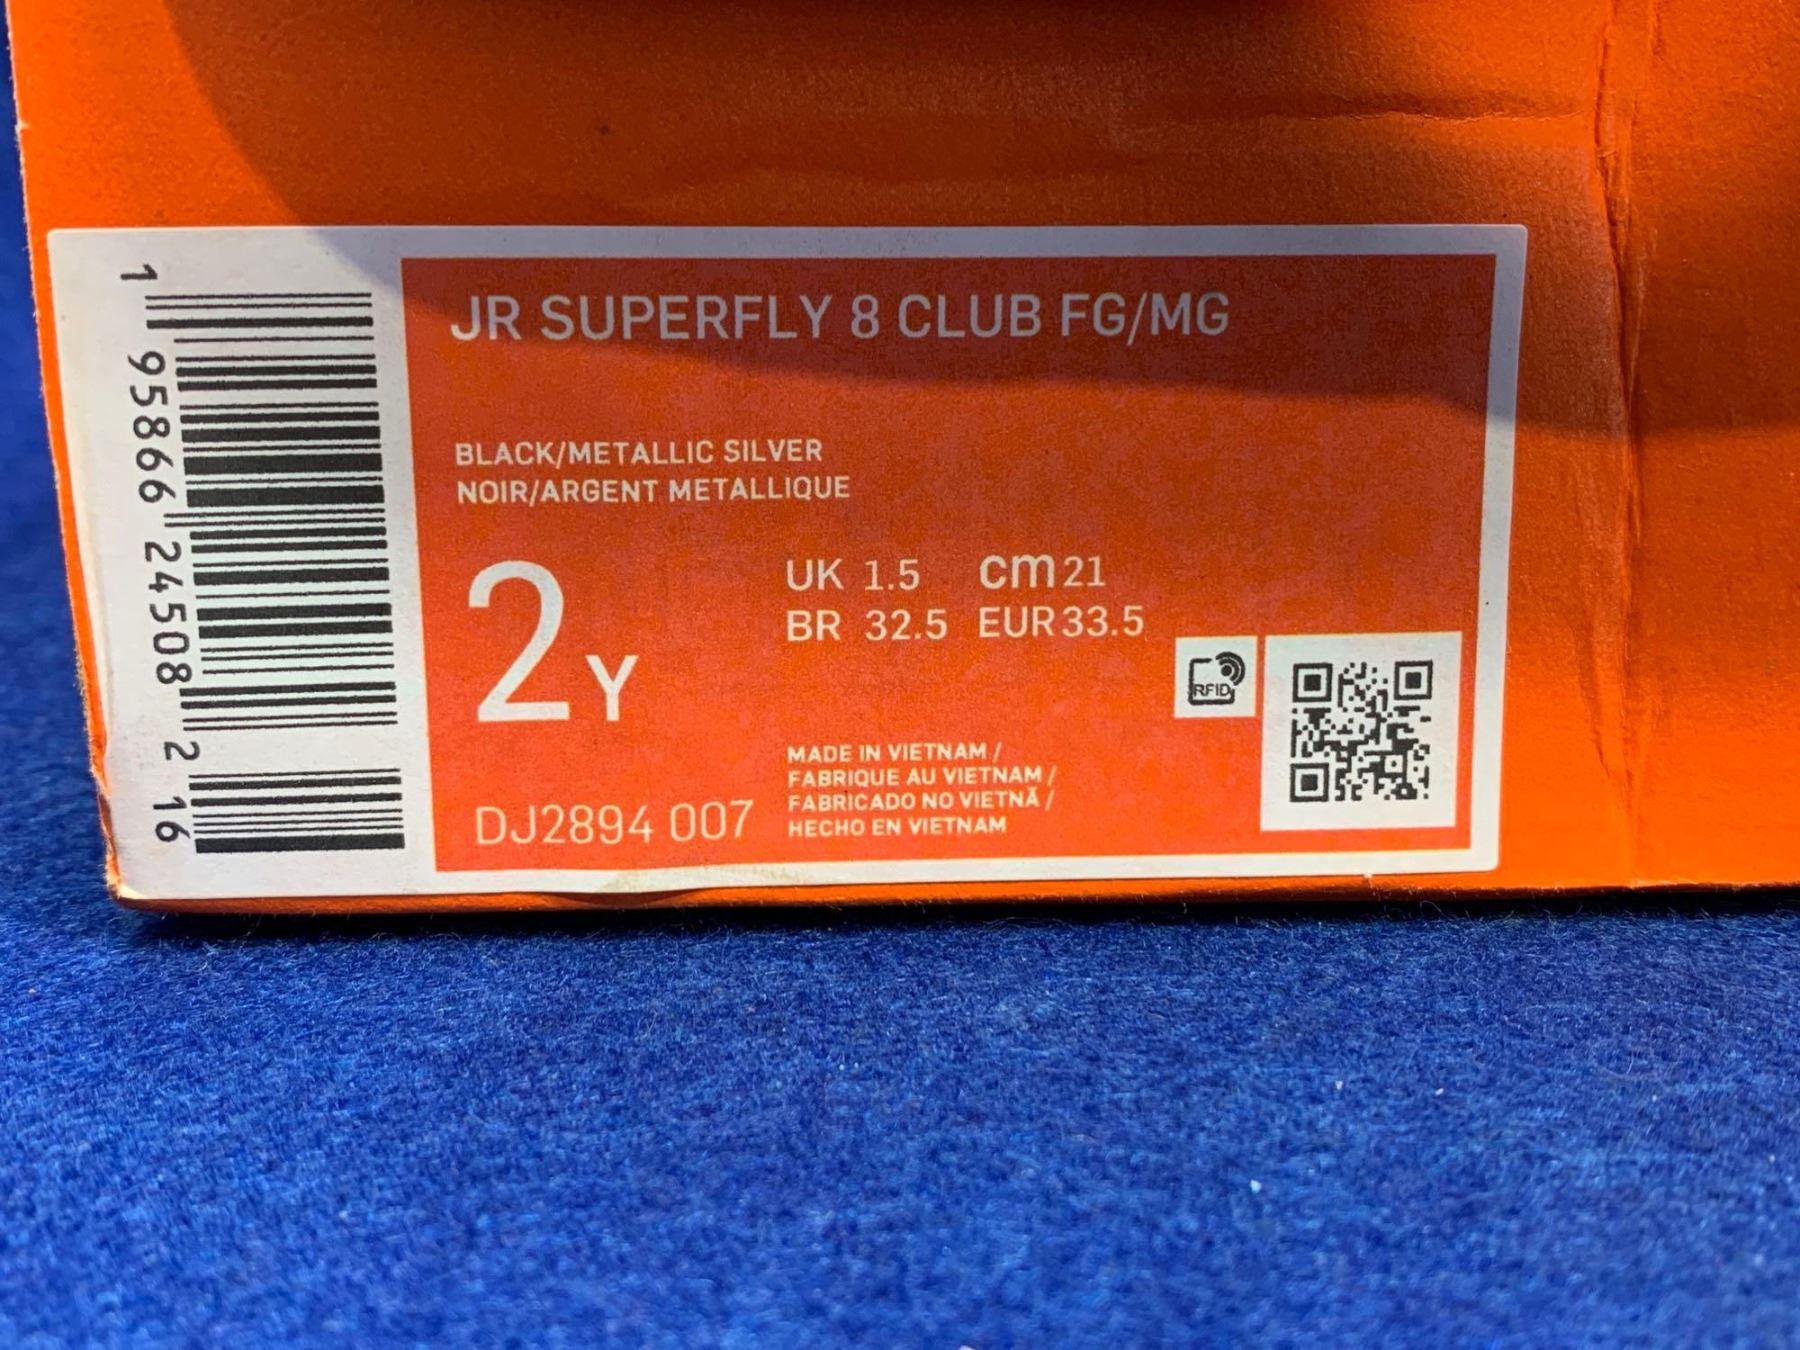 JR SUPERFLY 8 CLUB FG/MG
BLACK/METALLIC SILVER
NOIR/ARGENT METALLIQUE
2Y
UK 1.5 cm 21
BR 32.5 EUR 33.5
RFID
MADE IN VIETNAM /
FABRIQUE AU VIETNAM /
FABRICADO NO VIETNÃ /
HECHO EN VIETNAM
DJ2894 007
1 95866 24508 2 16